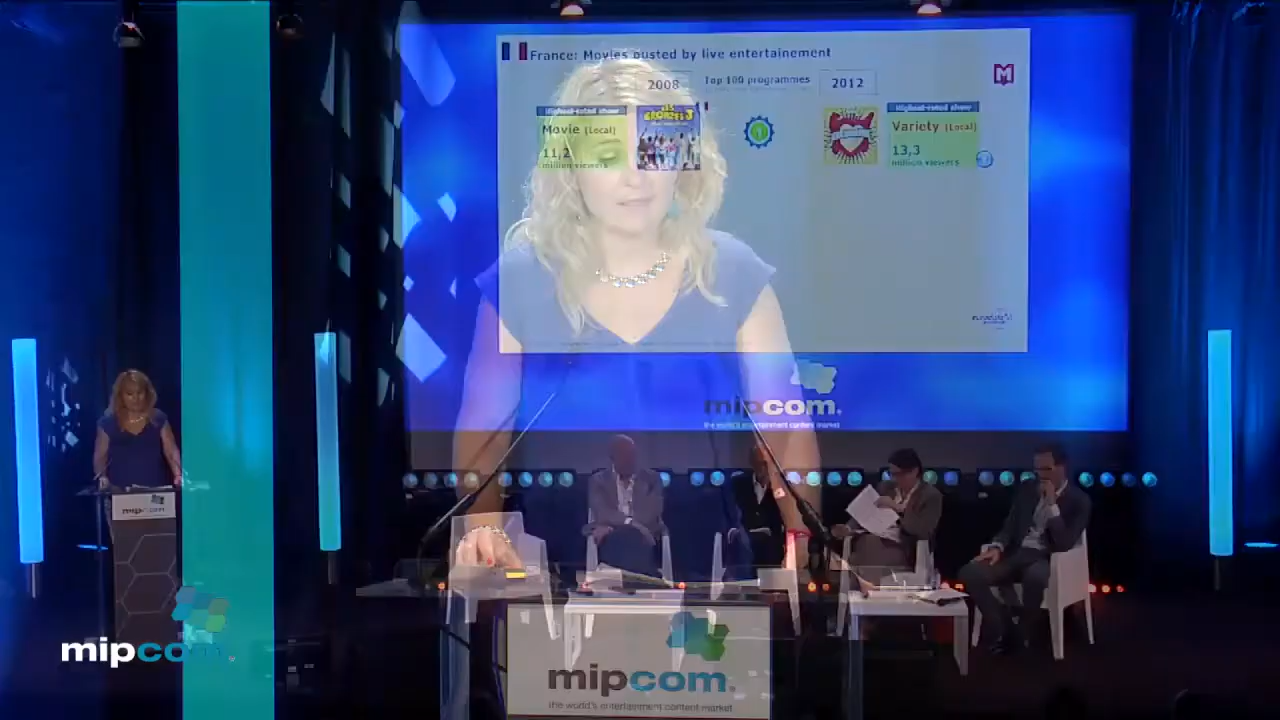 France: Movies ousted by live entertainement
2008
Top 100 programmes
2012
Highest-rated show
Movie (Local)
11,2
million viewers
1
Highest-rated show
Variety (Local)
13,3
million viewers
M
mipcom.
the world's entertainment content market
mipcom
mipcom.
mipcom.
the world's entertainment content market